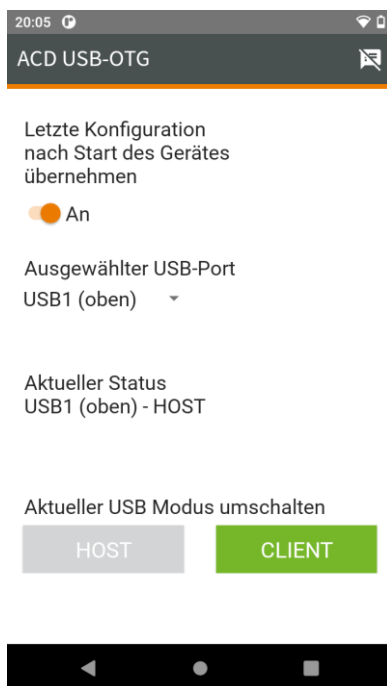 20:05
ACD USB-OTG
Letzte Konfiguration
nach Start des Gerätes
übernehmen
An
Ausgewählter USB-Port
USB1 (oben)
Aktueller Status
USB1 (oben) - HOST
Aktueller USB Modus umschalten
HOST
CLIENT